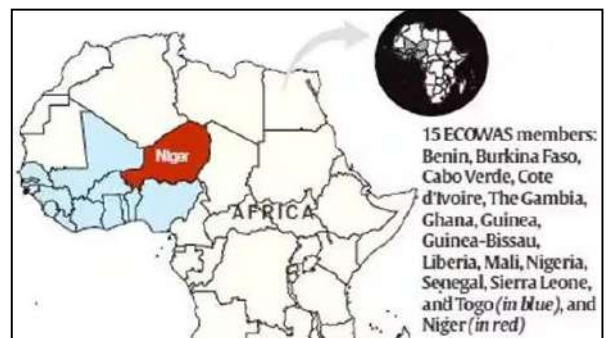 Niger
AFRICA
15 ECOWAS members:
Benin, Burkina Faso,
Cabo Verde, Cote
d'Ivoire, The Gambia,
Ghana, Guinea,
Guinea-Bissau,
Liberia, Mali, Nigeria,
Senegal, Sierra Leone,
and Togo (in blue), and
Niger (in red)